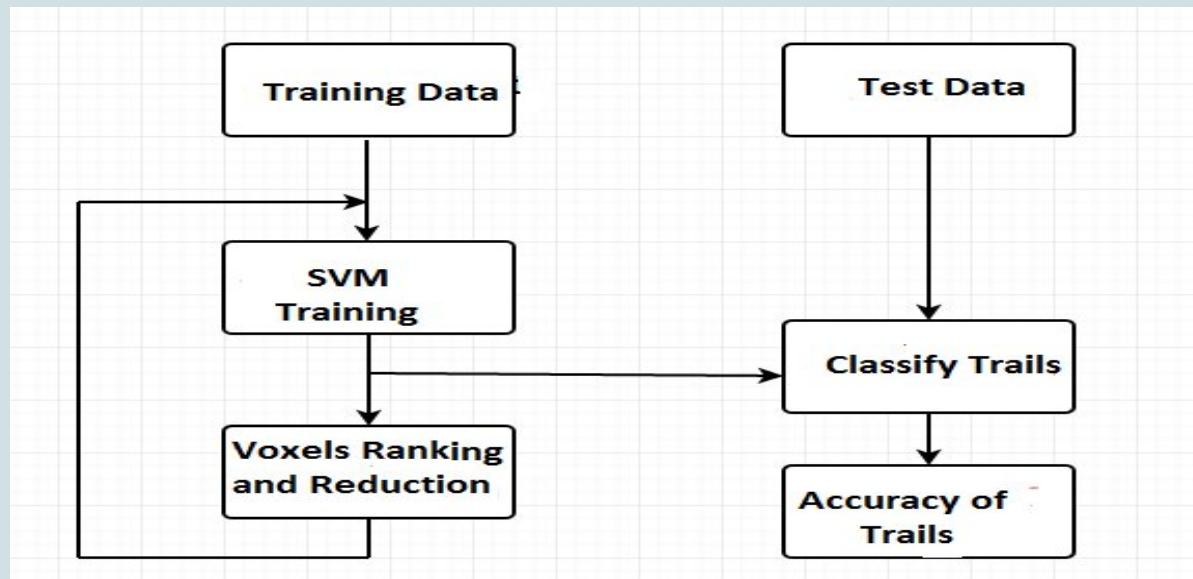 Training Data
Test Data
SVM
Training
Classify Trails
Voxels Ranking
and Reduction
Accuracy of
Trails